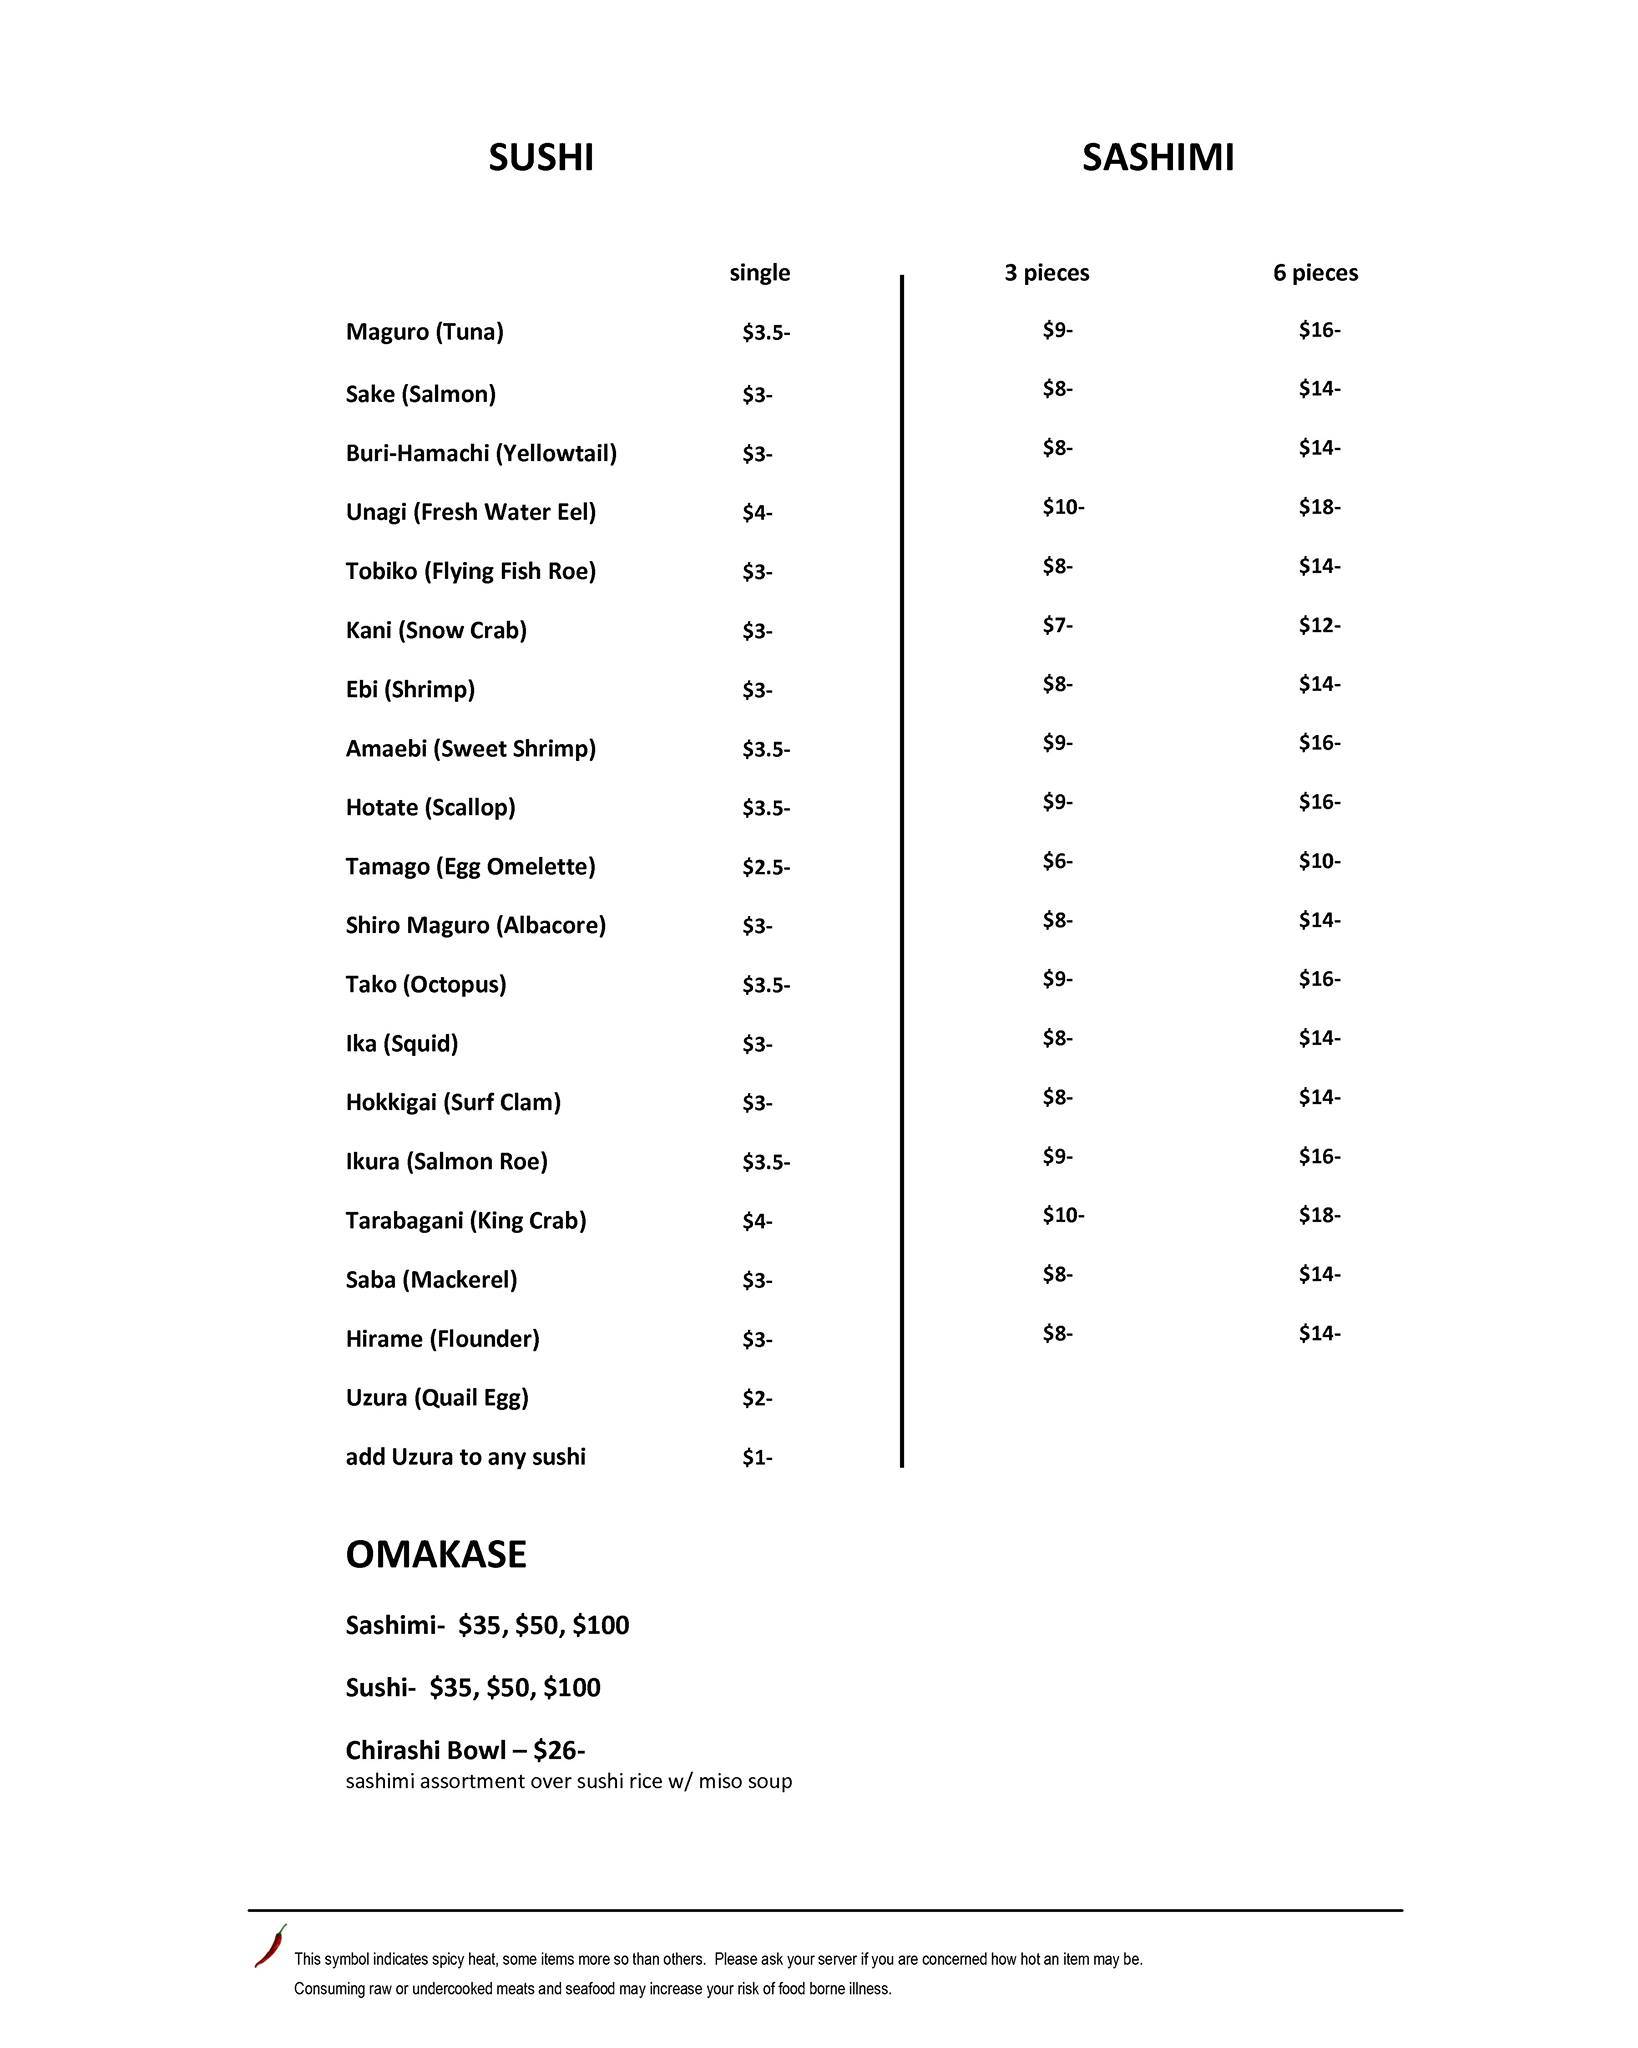 SUSHI SASHIMI
single 3 pieces 6 pieces
Maguro (Tuna) $3.5- $9- $16-
Sake (Salmon) $3- $8- $14-
Buri-Hamachi (Yellowtail) $3- $8- $14-
Unagi (Fresh Water Eel) $4- $10- $18-
Tobiko (Flying Fish Roe) $3- $8- $14-
Kani (Snow Crab) $3- $7- $12-
Ebi (Shrimp) $3- $8- $14-
Amaebi (Sweet Shrimp) $3.5- $9- $16-
Hotate (Scallop) $3.5- $9- $16-
Tamago (Egg Omelette) $2.5- $6- $10-
Shiro Maguro (Albacore) $3- $8- $14-
Tako (Octopus) $3.5- $9- $16-
Ika (Squid) $3- $8- $14-
Hokkigai (Surf Clam) $3- $8- $14-
Ikura (Salmon Roe) $3.5- $9- $16-
Tarabagani (King Crab) $4- $10- $18-
Saba (Mackerel) $3- $8- $14-
Hirame (Flounder) $3- $8- $14-
Uzura (Quail Egg) $2-
add Uzura to any sushi $1-
OMAKASE
Sashimi- $35, $50, $100
Sushi- $35, $50, $100
Chirashi Bowl – $26-
sashimi assortment over sushi rice w/ miso soup
This symbol indicates spicy heat, some items more so than others. Please ask your server if you are concerned how hot an item may be.
Consuming raw or undercooked meats and seafood may increase your risk of food borne illness.